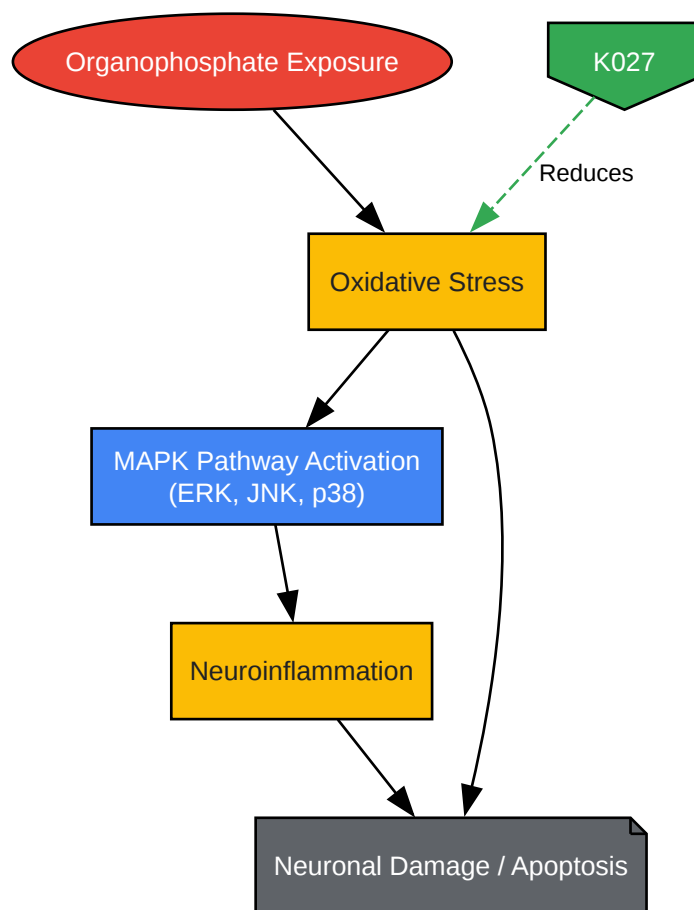 Organophosphate Exposure
K027
Reduces
Oxidative Stress
MAPK Pathway Activation
(ERK, JNK, p38)
Neuroinflammation
Neuronal Damage / Apoptosis